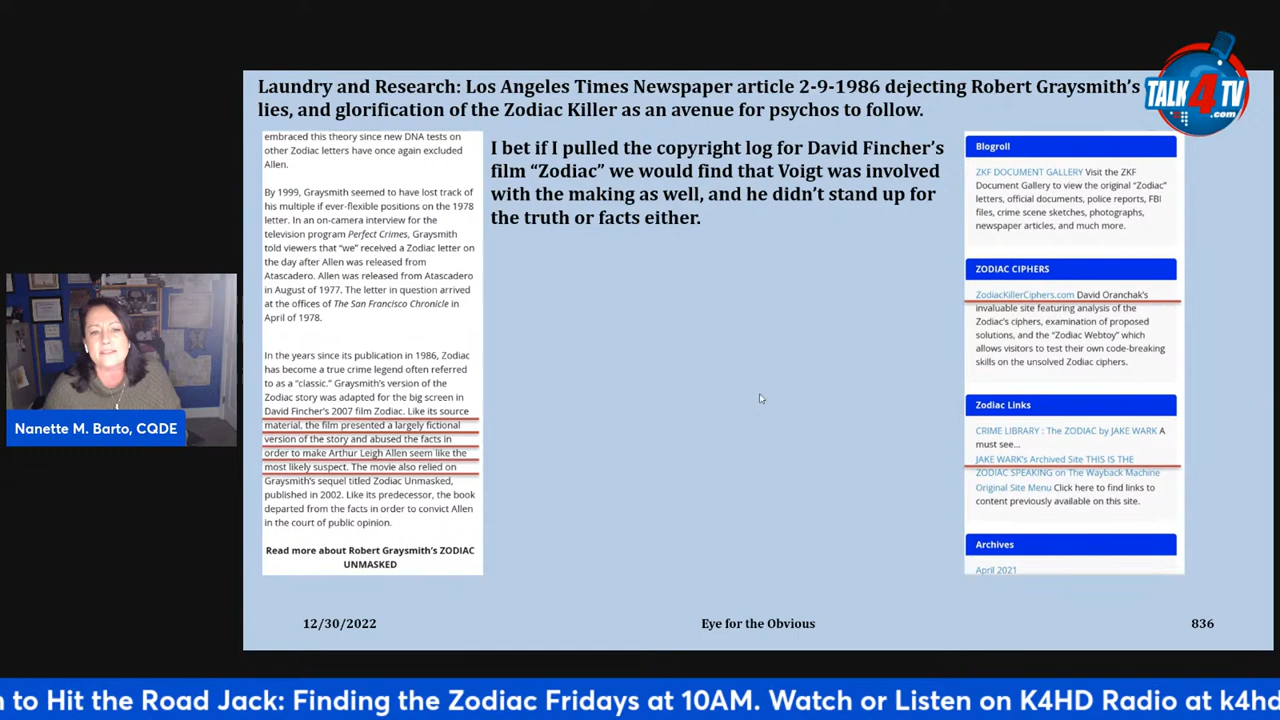 TALK 4 TV
.com
Laundry and Research: Los Angeles Times Newspaper article 2-9-1986 dejecting Robert Graysmith's
lies, and glorification of the Zodiac Killer as an avenue for psychos to follow.
embraced this theory since new DNA tests on
other Zodiac letters have once again excluded
Allen.
By 1999, Graysmith seemed to have lost track of
his multiple if ever-flexible positions on the 1978
letter. In an on-camera interview for the
television program Perfect Crimes, Graysmith
told viewers that “we” received a Zodiac letter on
the day after Allen was released from
Atascadero. Allen was released from Atascadero
in August of 1977. The letter in question arrived
at the offices of The San Francisco Chronicle in
April of 1978.
In the years since its publication in 1986, Zodiac
has become a true crime legend often referred
to as a “classic.” Graysmith's version of the
Zodiac story was adapted for the big screen in
David Fincher's 2007 film Zodiac. Like its source
material, the film presented a largely fictional
version of the story and abused the facts in
order to make Arthur Leigh Allen seem like the
most likely suspect. The movie also relied on
Graysmith's sequel titled Zodiac Unmasked,
published in 2002. Like its predecessor, the book
departed from the facts in order to convict Allen
in the court of public opinion.
Read more about Robert Graysmith's ZODIAC
UNMASKED
I bet if I pulled the copyright log for David Fincher's
film “Zodiac” we would find that Voigt was involved
with the making as well, and he didn't stand up for
the truth or facts either.
Blogroll
ZKF DOCUMENT GALLERY Visit the ZKF
Document Gallery to view the original “Zodiac”
letters, official documents, police reports, FBI
files, crime scene sketches, photographs,
newspaper articles, and much more.
ZODIAC CIPHERS
ZodiacKillerCiphers.com David Oranchak's
invaluable site featuring analysis of the
Zodiac's ciphers, examination of proposed
solutions, and the “Zodiac Webtoy” which
allows visitors to test their own code-breaking
skills on the unsolved Zodiac ciphers.
Zodiac Links
CRIME LIBRARY : The ZODIAC by JAKE WARK A
must see...
JAKE WARK's Archived Site THIS IS THE
ZODIAC SPEAKING on The Wayback Machine
Original Site Menu Click here to find links to
content previously available on this site.
Archives
April 2021
Nanette M. Barto, CQDE
12/30/2022
Eye for the Obvious
836
n to Hit the Road Jack: Finding the Zodiac Fridays at 10AM. Watch or Listen on K4HD Radio at k4hd